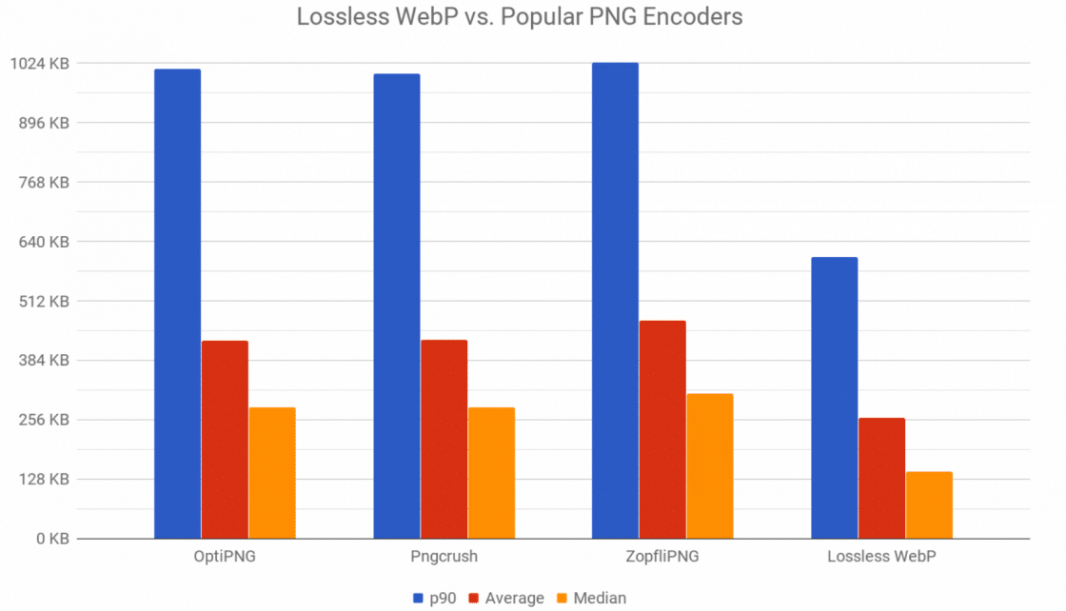 Lossless WebP vs. Popular PNG Encoders
1024 KB
896 KB
768 KB
640 KB
512 KB
384 KB
256 KB
128 KB
0 KB
OptiPNG Pngcrush ZopfliPNG Lossless WebP
p90 Average Median